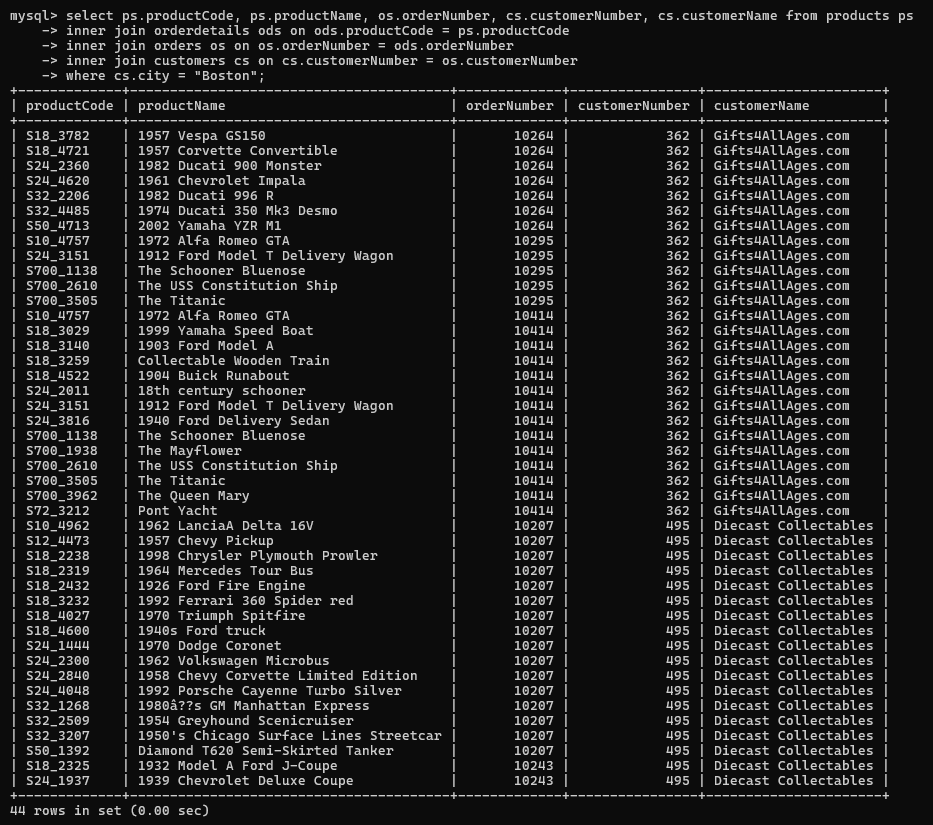 mysql> select ps.productCode, ps.productName, os.orderNumber, cs.customerNumber, cs.customerName from products ps
    -> inner join orderdetails ods on ods.productCode = ps.productCode
    -> inner join orders os on os.orderNumber = ods.orderNumber
    -> inner join customers cs on cs.customerNumber = os.customerNumber
    -> where cs.city = "Boston";
+-------------+----------------------------------------+-------------+----------------+----------------------+
| productCode | productName                            | orderNumber | customerNumber | customerName         |
+-------------+----------------------------------------+-------------+----------------+----------------------+
| S18_3782    | 1957 Vespa GS150                       |       10264 |            362 | Gifts4AllAges.com    |
| S18_4721    | 1957 Corvette Convertible              |       10264 |            362 | Gifts4AllAges.com    |
| S24_2360    | 1982 Ducati 900 Monster                |       10264 |            362 | Gifts4AllAges.com    |
| S24_4620    | 1961 Chevrolet Impala                  |       10264 |            362 | Gifts4AllAges.com    |
| S32_2206    | 1982 Ducati 996 R                      |       10264 |            362 | Gifts4AllAges.com    |
| S32_4485    | 1974 Ducati 350 Mk3 Desmo              |       10264 |            362 | Gifts4AllAges.com    |
| S50_4713    | 2002 Yamaha YZR M1                     |       10264 |            362 | Gifts4AllAges.com    |
| S10_4757    | 1972 Alfa Romeo GTA                    |       10295 |            362 | Gifts4AllAges.com    |
| S24_3151    | 1912 Ford Model T Delivery Wagon       |       10295 |            362 | Gifts4AllAges.com    |
| S700_1138   | The Schooner Bluenose                  |       10295 |            362 | Gifts4AllAges.com    |
| S700_2610   | The USS Constitution Ship              |       10295 |            362 | Gifts4AllAges.com    |
| S700_3505   | The Titanic                            |       10295 |            362 | Gifts4AllAges.com    |
| S10_4757    | 1972 Alfa Romeo GTA                    |       10414 |            362 | Gifts4AllAges.com    |
| S18_3029    | 1999 Yamaha Speed Boat                 |       10414 |            362 | Gifts4AllAges.com    |
| S18_3140    | 1903 Ford Model A                      |       10414 |            362 | Gifts4AllAges.com    |
| S18_3259    | Collectable Wooden Train               |       10414 |            362 | Gifts4AllAges.com    |
| S18_4522    | 1904 Buick Runabout                    |       10414 |            362 | Gifts4AllAges.com    |
| S24_2011    | 18th century schooner                  |       10414 |            362 | Gifts4AllAges.com    |
| S24_3151    | 1912 Ford Model T Delivery Wagon       |       10414 |            362 | Gifts4AllAges.com    |
| S24_3816    | 1940 Ford Delivery Sedan               |       10414 |            362 | Gifts4AllAges.com    |
| S700_1138   | The Schooner Bluenose                  |       10414 |            362 | Gifts4AllAges.com    |
| S700_1938   | The Mayflower                          |       10414 |            362 | Gifts4AllAges.com    |
| S700_2610   | The USS Constitution Ship              |       10414 |            362 | Gifts4AllAges.com    |
| S700_3505   | The Titanic                            |       10414 |            362 | Gifts4AllAges.com    |
| S700_3962   | The Queen Mary                         |       10414 |            362 | Gifts4AllAges.com    |
| S72_3212    | Pont Yacht                             |       10414 |            362 | Gifts4AllAges.com    |
| S10_4962    | 1962 LanciaA Delta 16V                 |       10207 |            495 | Diecast Collectables |
| S12_4473    | 1957 Chevy Pickup                      |       10207 |            495 | Diecast Collectables |
| S18_2238    | 1998 Chrysler Plymouth Prowler         |       10207 |            495 | Diecast Collectables |
| S18_2319    | 1964 Mercedes Tour Bus                 |       10207 |            495 | Diecast Collectables |
| S18_2432    | 1926 Ford Fire Engine                  |       10207 |            495 | Diecast Collectables |
| S18_3232    | 1992 Ferrari 360 Spider red            |       10207 |            495 | Diecast Collectables |
| S18_4027    | 1970 Triumph Spitfire                  |       10207 |            495 | Diecast Collectables |
| S18_4600    | 1940s Ford truck                       |       10207 |            495 | Diecast Collectables |
| S24_1444    | 1970 Dodge Coronet                     |       10207 |            495 | Diecast Collectables |
| S24_2300    | 1962 Volkswagen Microbus               |       10207 |            495 | Diecast Collectables |
| S24_2840    | 1958 Chevy Corvette Limited Edition    |       10207 |            495 | Diecast Collectables |
| S24_4048    | 1992 Porsche Cayenne Turbo Silver      |       10207 |            495 | Diecast Collectables |
| S32_1268    | 1980â??s GM Manhattan Express          |       10207 |            495 | Diecast Collectables |
| S32_2509    | 1954 Greyhound Scenicruiser            |       10207 |            495 | Diecast Collectables |
| S32_3207    | 1950's Chicago Surface Lines Streetcar |       10207 |            495 | Diecast Collectables |
| S50_1392    | Diamond T620 Semi-Skirted Tanker       |       10207 |            495 | Diecast Collectables |
| S18_2325    | 1932 Model A Ford J-Coupe              |       10243 |            495 | Diecast Collectables |
| S24_1937    | 1939 Chevrolet Deluxe Coupe            |       10243 |            495 | Diecast Collectables |
+-------------+----------------------------------------+-------------+----------------+----------------------+
44 rows in set (0.00 sec)